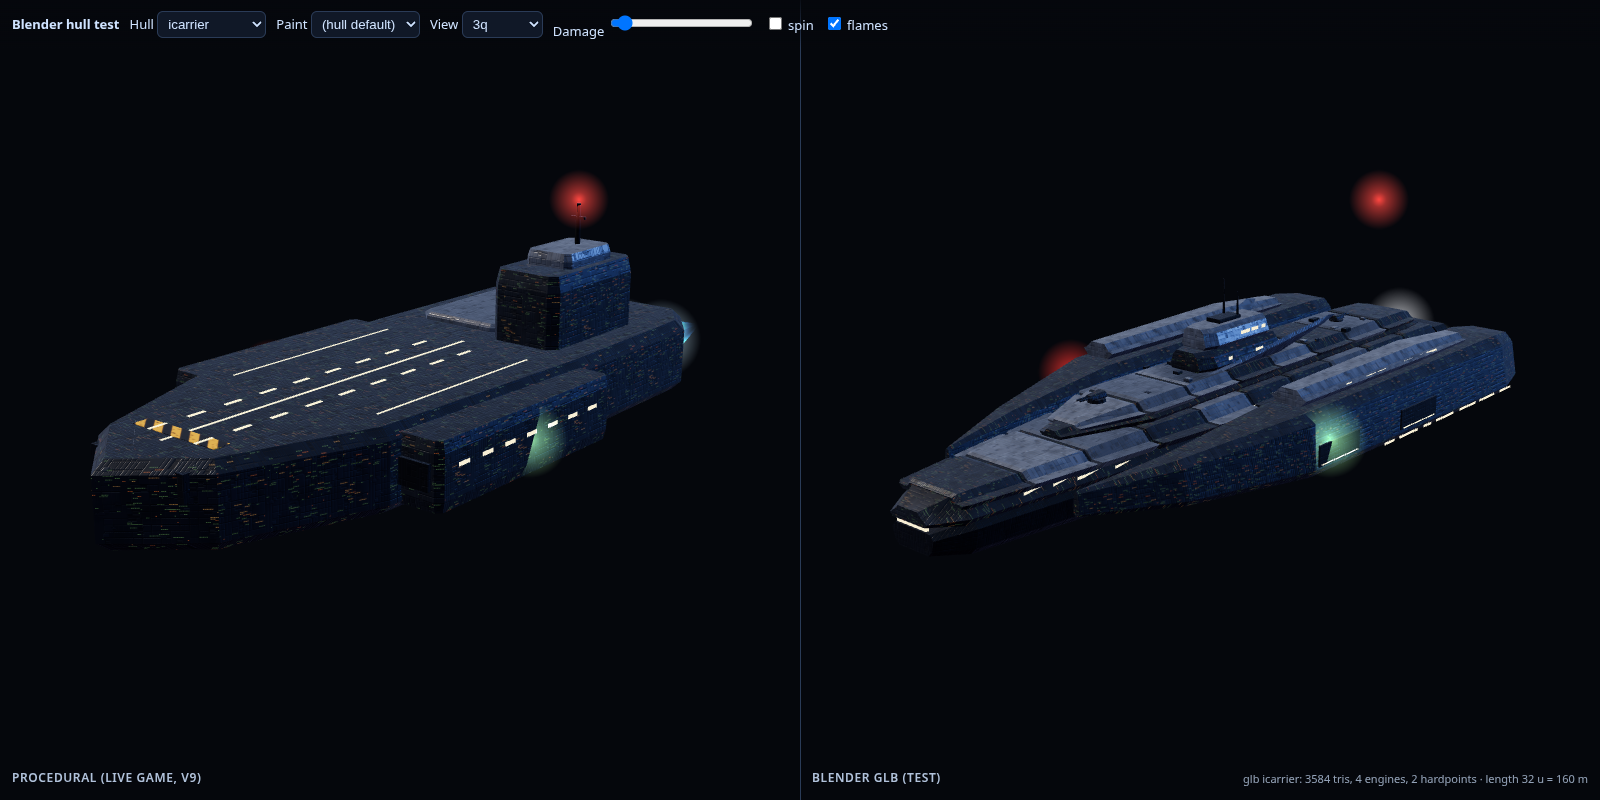 Blender hull test Hull icarrier Paint (hull default) View 3q Damage spin flames
PROCEDURAL (LIVE GAME, V9)
BLENDER GLB (TEST)
glb icarrier: 3584 tris, 4 engines, 2 hardpoints · length 32 u = 160 m